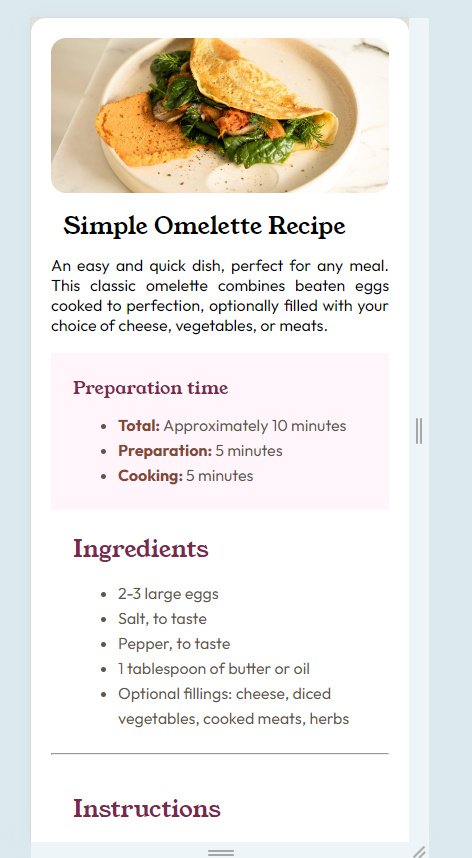 Simple Omelette Recipe
An easy and quick dish, perfect for any meal.
This classic omelette combines beaten eggs
cooked to perfection, optionally filled with your
choice of cheese, vegetables, or meats.
Preparation time
• Total: Approximately 10 minutes
• Preparation: 5 minutes
• Cooking: 5 minutes
Ingredients
• 2-3 large eggs
• Salt, to taste
• Pepper, to taste
• 1 tablespoon of butter or oil
• Optional fillings: cheese, diced
vegetables, cooked meats, herbs
Instructions